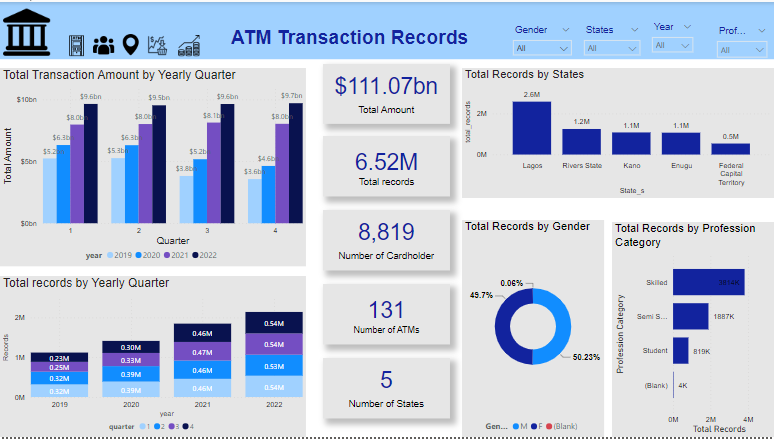 ATM Transaction Records
Gender
All
States
All
Year
All
Prof...
All
Total Transaction Amount by Yearly Quarter
Total Amount
$10bn
$5bn
$0bn
$5.2bn $6.3bn $8.0bn $9.6bn
$5.3bn $6.3bn $8.0bn $9.5bn
$3.8bn $5.2bn $8.1bn $9.6bn
$3.6bn $4.6bn $8.0bn $9.7bn
1 2 3 4
Quarter
year 2019 2020 2021 2022
Total records by Yearly Quarter
Records
2M
1M
0M
0.23M 0.25M 0.32M 0.32M
0.30M 0.33M 0.39M 0.39M
0.46M 0.47M 0.46M 0.46M
0.54M 0.54M 0.53M 0.54M
2019 2020 2021 2022
year
quarter 1 2 3 4
$111.07bn
Total Amount
6.52M
Total records
8,819
Number of Cardholder
131
Number of ATMs
5
Number of States
Total Records by States
total_records
2M
0M
2.6M 1.2M 1.1M 1.1M 0.5M
Lagos Rivers State Kano Enugu Federal
Capital
Territory
State_s
Total Records by Gender
0.06%
49.7%
50.23%
Gen... M F (Blank)
Total Records by Profession
Category
Profession Category
Skilled 3814K
Semi S... 1887K
Student 819K
(Blank) 4K
0M 2M 4M
Total Records